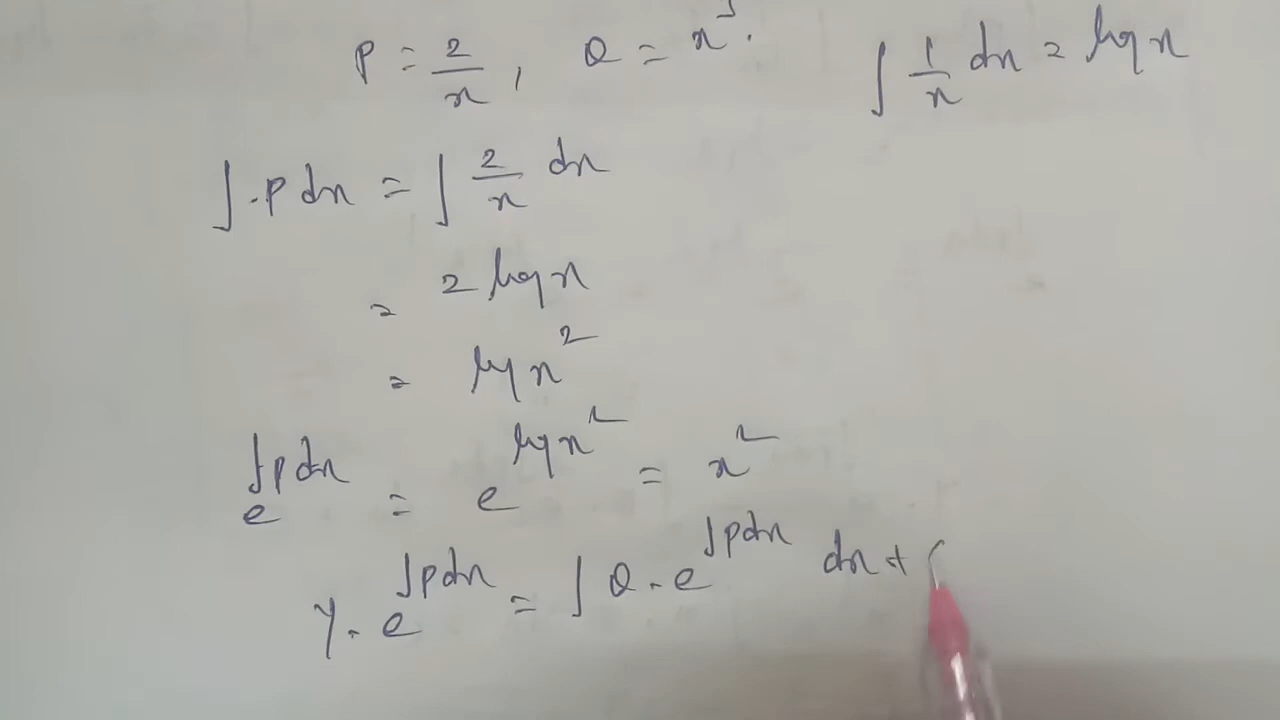 P = 2/x , Q = x³. ∫ 1/x dx = log x
∫ . P dx = ∫ 2/x dx
= 2 log x
= log x²
e^∫P dx = e^log x² = x²
y . e^∫P dx = ∫ Q . e^∫P dx dx + C